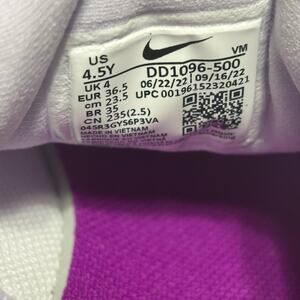 US
4.5Y
VM
UK 4
DD1096-500
EUR 36.5
06/22/22 09/16/22
cm 23.5
UPC 00196152320421
BR 35
CN 235(2.5)
045R3GYS6P3VA
MADE IN VIETNAM